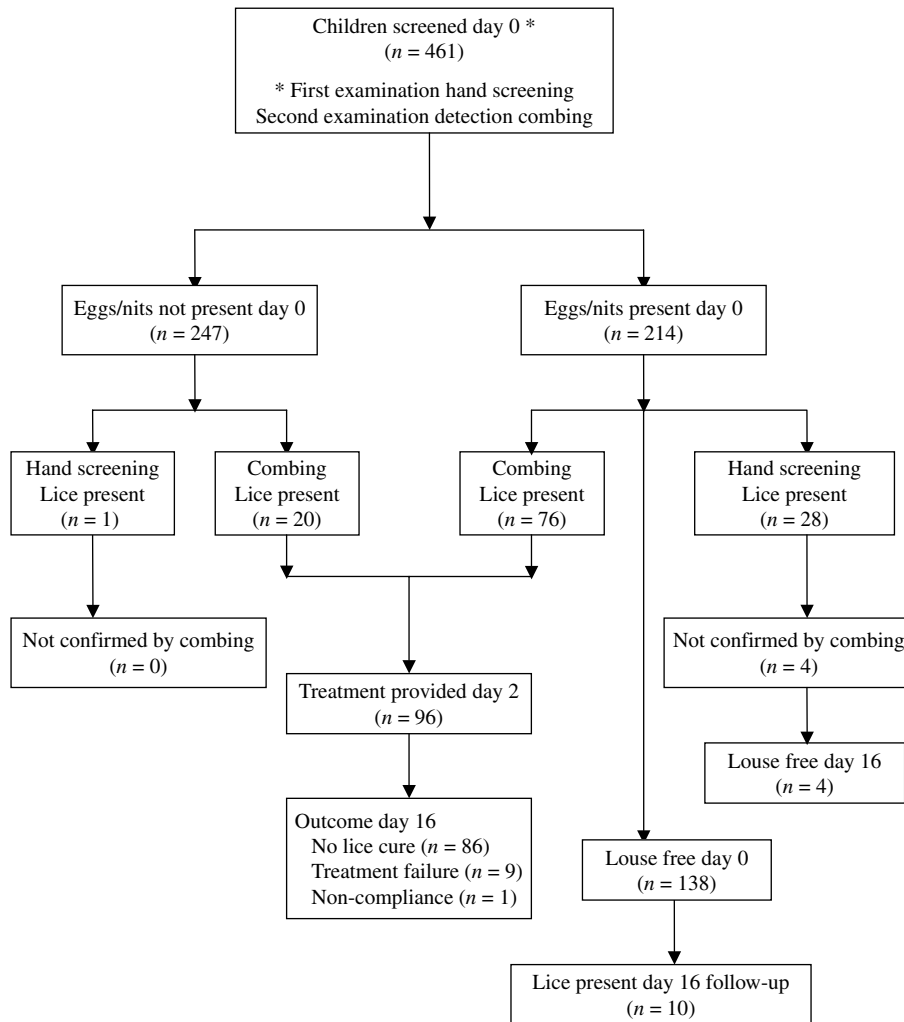 Children screened day 0 *
(n = 461)
* First examination hand screening
Second examination detection combing
Eggs/nits not present day 0
(n = 247)
Eggs/nits present day 0
(n = 214)
Hand screening
Lice present
(n = 1)
Combing
Lice present
(n = 20)
Combing
Lice present
(n = 76)
Hand screening
Lice present
(n = 28)
Not confirmed by combing
(n = 0)
Not confirmed by combing
(n = 4)
Treatment provided day 2
(n = 96)
Louse free day 16
(n = 4)
Outcome day 16
No lice cure (n = 86)
Treatment failure (n = 9)
Non-compliance (n = 1)
Louse free day 0
(n = 138)
Lice present day 16 follow-up
(n = 10)